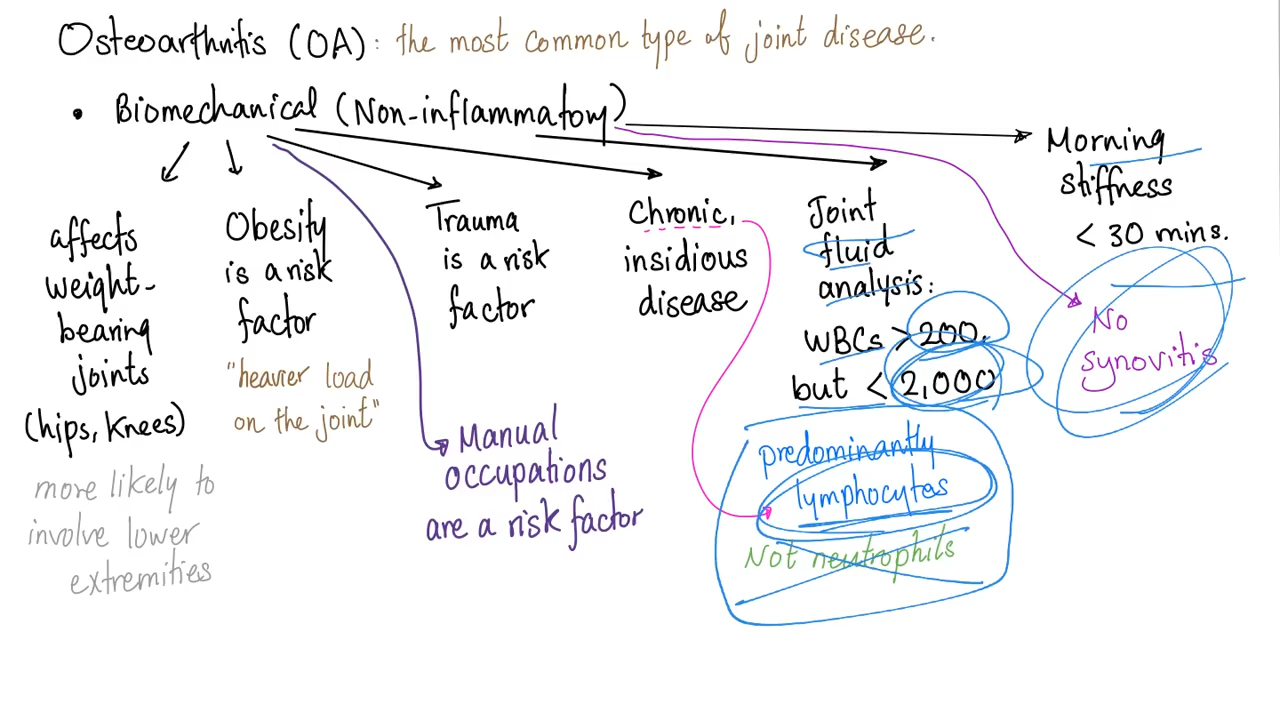 Osteoarthritis (OA): the most common type of joint disease.
• Biomechanical (Non-inflammatory)
affects
weight-
bearing
joints
(hips, Knees)
more likely to
involve lower
extremities
Obesity
is a risk
factor
"heavier load
on the joint"
Trauma
is a risk
factor
Manual
occupations
are a risk factor
Chronic,
insidious
disease
Joint
fluid
analysis:
WBCs > 200,
but < 2,000
predominantly
lymphocytes
Not neutrophils
Morning
stiffness
< 30 mins.
No
synovitis